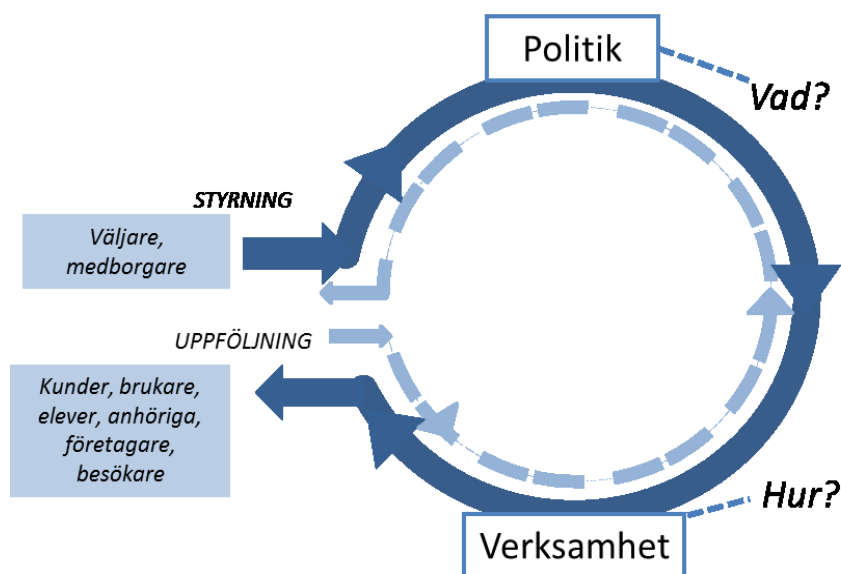 Politik
Vad?
STYRNING
Väljare,
medborgare
UPPFÖLJNING
Kunder, brukare,
elever, anhöriga,
företagare,
besökare
Hur?
Verksamhet